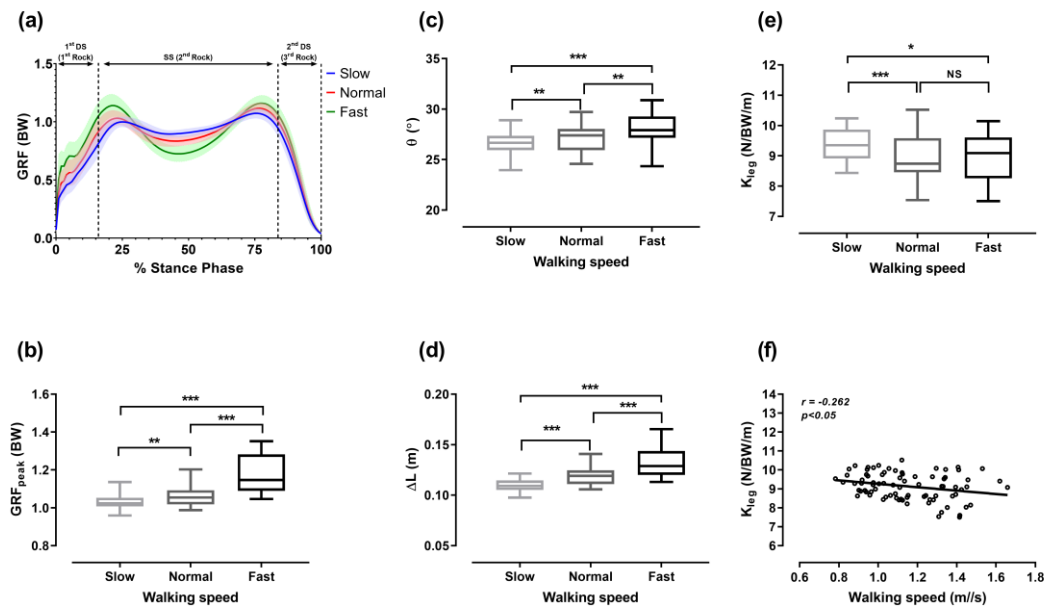 (a)
1st DS
(1st Rock)
SS (2nd Rock)
2nd DS
(3rd Rock)
GRF (BW)
1.5
1.0
0.5
0.0
0
25
50
75
100
% Stance Phase
Slow
Normal
Fast
(c)
θ (°)
35
30
25
20
***
**
**
Slow
Normal
Fast
Walking speed
(e)
Kleg (N/BW/m)
12
11
10
9
8
7
*
***
NS
Slow
Normal
Fast
Walking speed
(b)
GRFpeak (BW)
1.6
1.4
1.2
1.0
0.8
***
***
**
Slow
Normal
Fast
Walking speed
(d)
ΔL (m)
0.20
0.15
0.10
0.05
***
***
***
Slow
Normal
Fast
Walking speed
(f)
Kleg (N/BW/m)
14
13
12
11
10
9
8
7
6
r = -0.262
p<0.05
0.6
0.8
1.0
1.2
1.4
1.6
1.8
Walking speed (m//s)